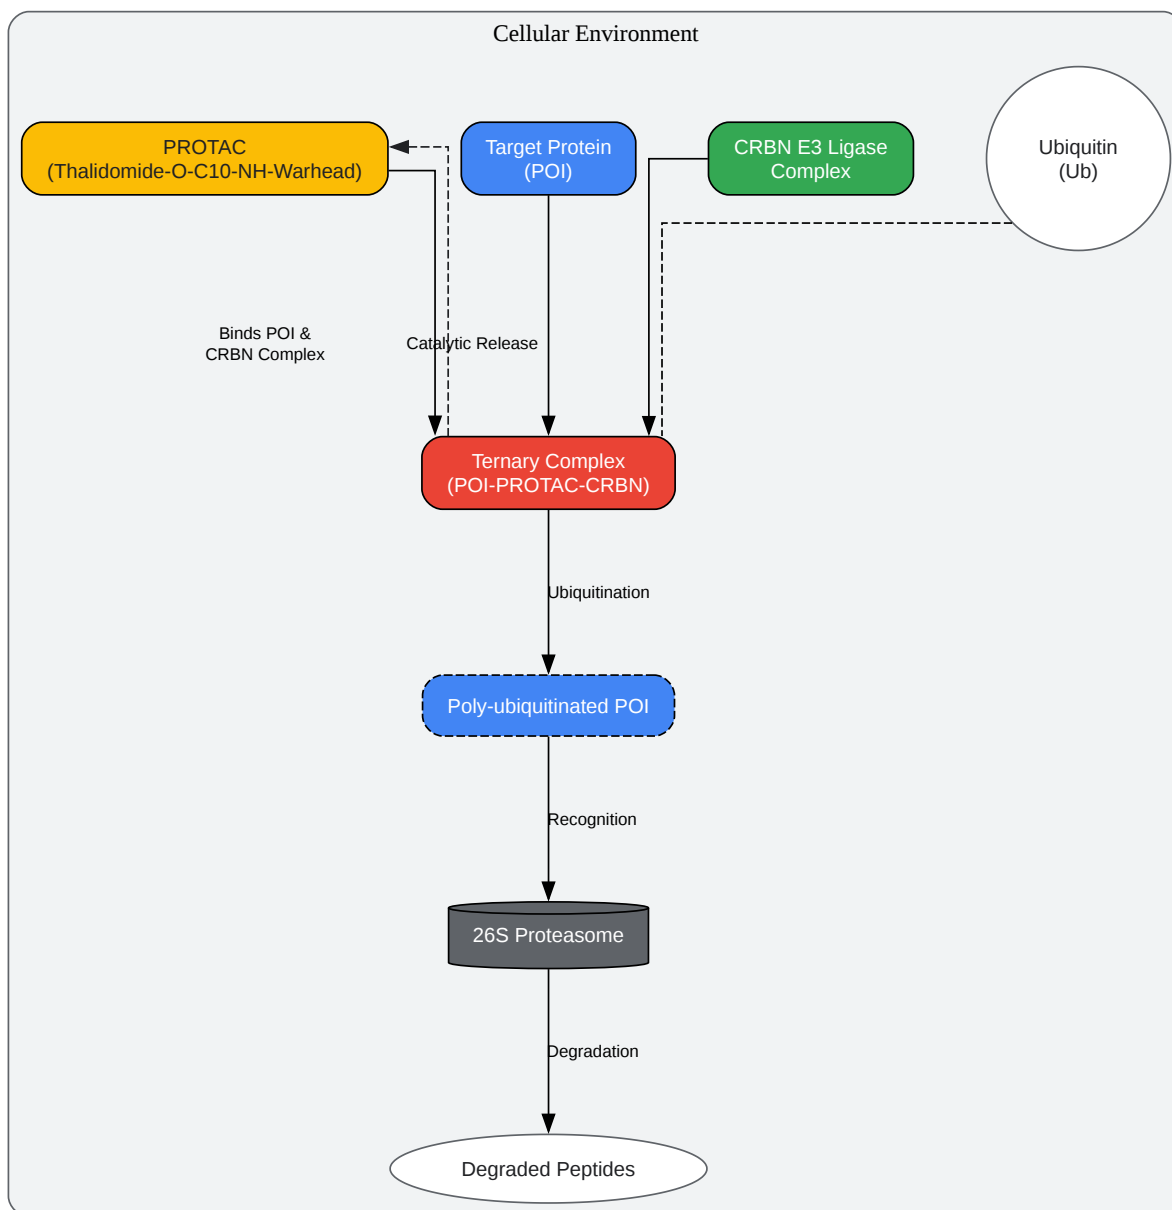 Cellular Environment
PROTAC
(Thalidomide-O-C10-NH-Warhead)
Target Protein
(POI)
CRBN E3 Ligase
Complex
Ubiquitin
(Ub)
Binds POI &
CRBN Complex
Catalytic Release
Ternary Complex
(POI-PROTAC-CRBN)
Ubiquitination
Poly-ubiquitinated POI
Recognition
26S Proteasome
Degradation
Degraded Peptides